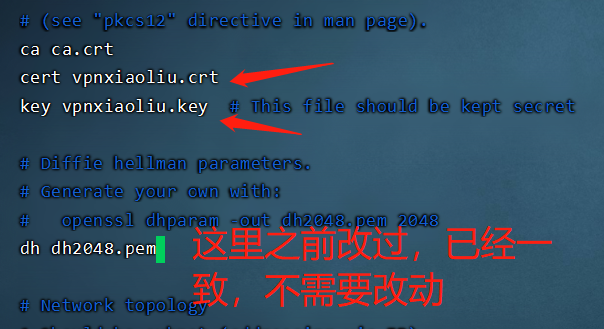 # (see "pkcs12" directive in man page).
ca ca.crt
cert vpnxiaoliu.crt
key vpnxiaoliu.key  # This file should be kept secret
# Diffie hellman parameters.
# Generate your own with:
#   openssl dhparam -out dh2048.pem 2048
dh dh2048.pem
这里之前改过，已经一
致，不需要改动
# Network topology